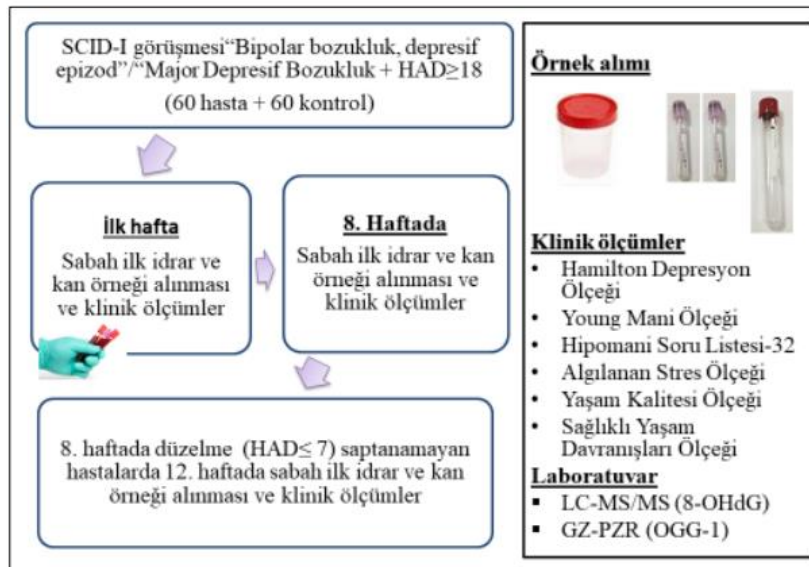 SCID-I görüşmesi“Bipolar bozukluk, depresif
epizod”/“Major Depresif Bozukluk + HAD≥18
(60 hasta + 60 kontrol)
İlk hafta
Sabah ilk idrar ve
kan örneği alınması
ve klinik ölçümler
8. Haftada
Sabah ilk idrar ve kan
örneği alınması ve
klinik ölçümler
8. haftada düzelme (HAD≤ 7) saptanamayan
hastalarda 12. haftada sabah ilk idrar ve kan
örneği alınması ve klinik ölçümler
Örnek alımı
Klinik ölçümler
• Hamilton Depresyon
Ölçeği
• Young Mani Ölçeği
• Hipomani Soru Listesi-32
• Algılanan Stres Ölçeği
• Yaşam Kalitesi Ölçeği
• Sağlıklı Yaşam
Davranışları Ölçeği
Laboratuvar
▪ LC-MS/MS (8-OHdG)
▪ GZ-PZR (OGG-1)